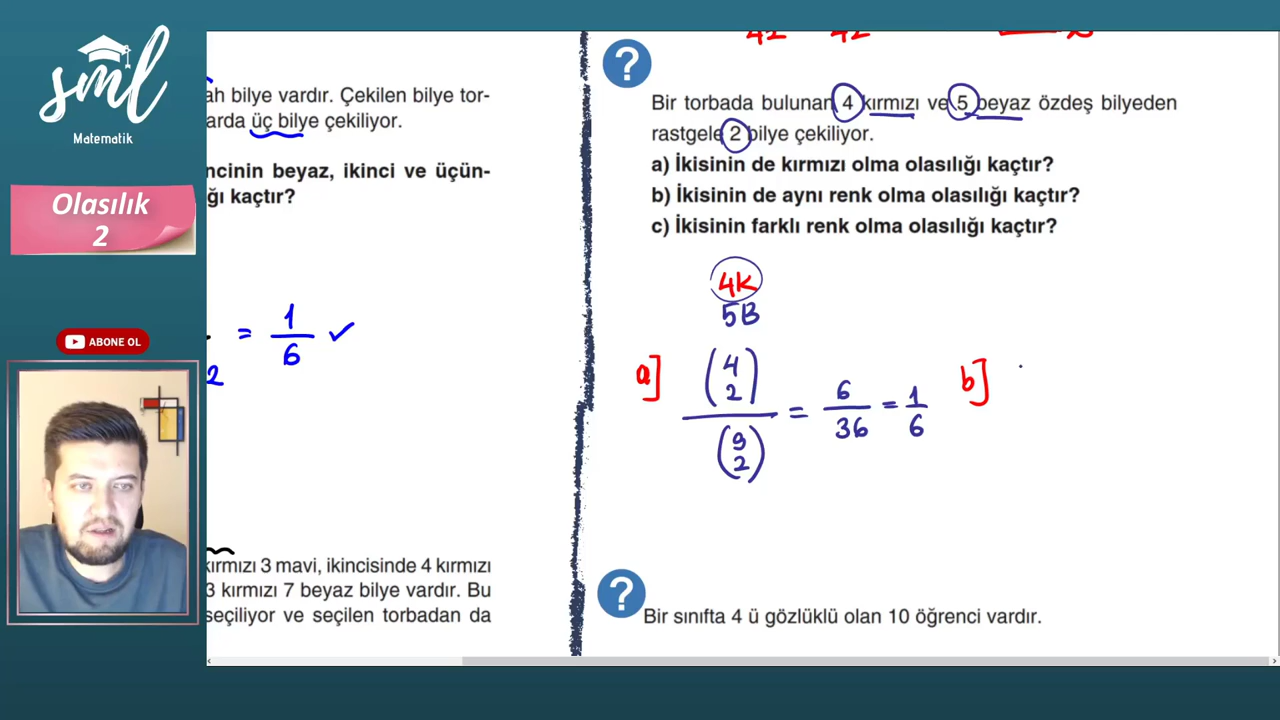 sml
Matematik
Olasılık
2
ABONE OL
ah bilye vardır. Çekilen bilye tor-
arda üç bilye çekiliyor.
ncinin beyaz, ikinci ve üçün-
ğı kaçtır?
2 = 1/6 ✓
kırmızı 3 mavi, ikincisinde 4 kırmızı
3 kırmızı 7 beyaz bilye vardır. Bu
seçiliyor ve seçilen torbadan da
42 42
?
Bir torbada bulunan 4 kırmızı ve 5 beyaz özdeş bilyeden
rastgele 2 bilye çekiliyor.
a) İkisinin de kırmızı olma olasılığı kaçtır?
b) İkisinin de aynı renk olma olasılığı kaçtır?
c) İkisinin farklı renk olma olasılığı kaçtır?
4K
5B
a] (4 2)/(9 2) = 6/36 = 1/6
b]
?
Bir sınıfta 4 ü gözlüklü olan 10 öğrenci vardır.